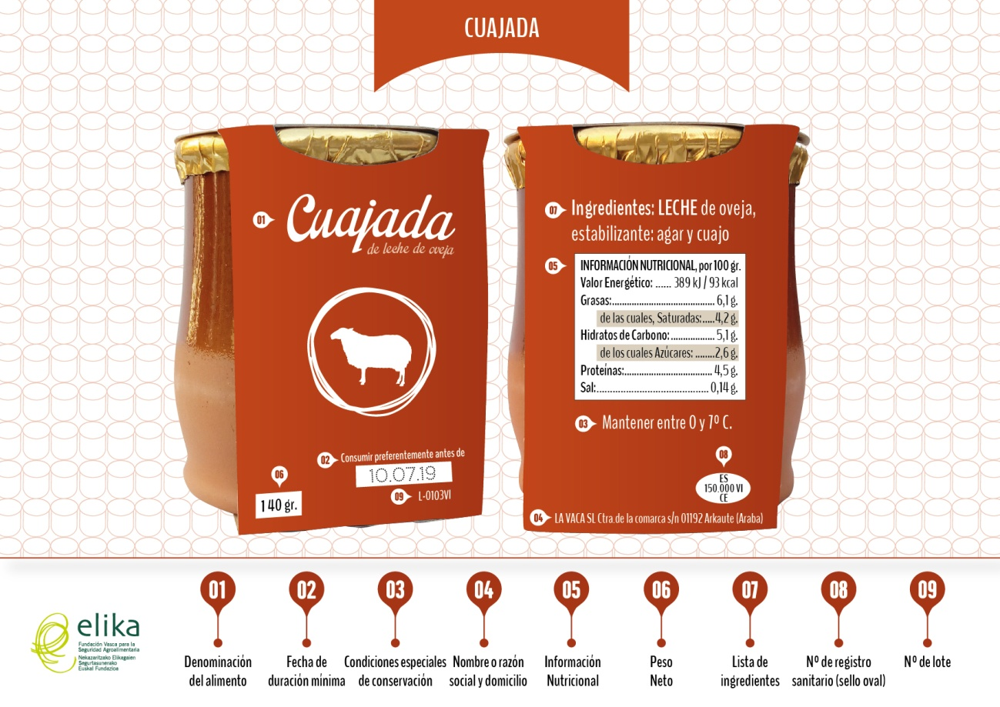 CUAJADA
01
Cuajada
de leche de oveja
02
Consumir preferentemente antes de
10.07.19
09
L-0103VI
06
140 gr.
07
Ingredientes: LECHE de oveja,
estabilizante: agar y cuajo
05
INFORMACIÓN NUTRICIONAL, por 100 gr.
Valor Energético: ...... 389 kJ / 93 kcal
Grasas:.................................... 6,1 g.
de las cuales, Saturadas:.....4,2 g.
Hidratos de Carbono: .................. 5,1 g.
de los cuales Azúcares: ........2,6 g.
Proteínas:.............................. 4,5 g.
Sal:...................................... 0,14 g.
03
Mantener entre 0 y 7º C.
08
ES
150.000 VI
CE
04
LA VACA SL Ctra.de la comarca s/n 01192 Arkaute (Araba)
elika
Fundación Vasca para la
Seguridad Agroalimentaria
Nekazaritzako Elikagaien
Segurtasunerako
Euskal Fundazioa
01
Denominación
del alimento
02
Fecha de
duración mínima
03
Condiciones especiales
de conservación
04
Nombre o razón
social y domicilio
05
Información
Nutricional
06
Peso
Neto
07
Lista de
ingredientes
08
Nº de registro
sanitario (sello oval)
09
Nº de lote